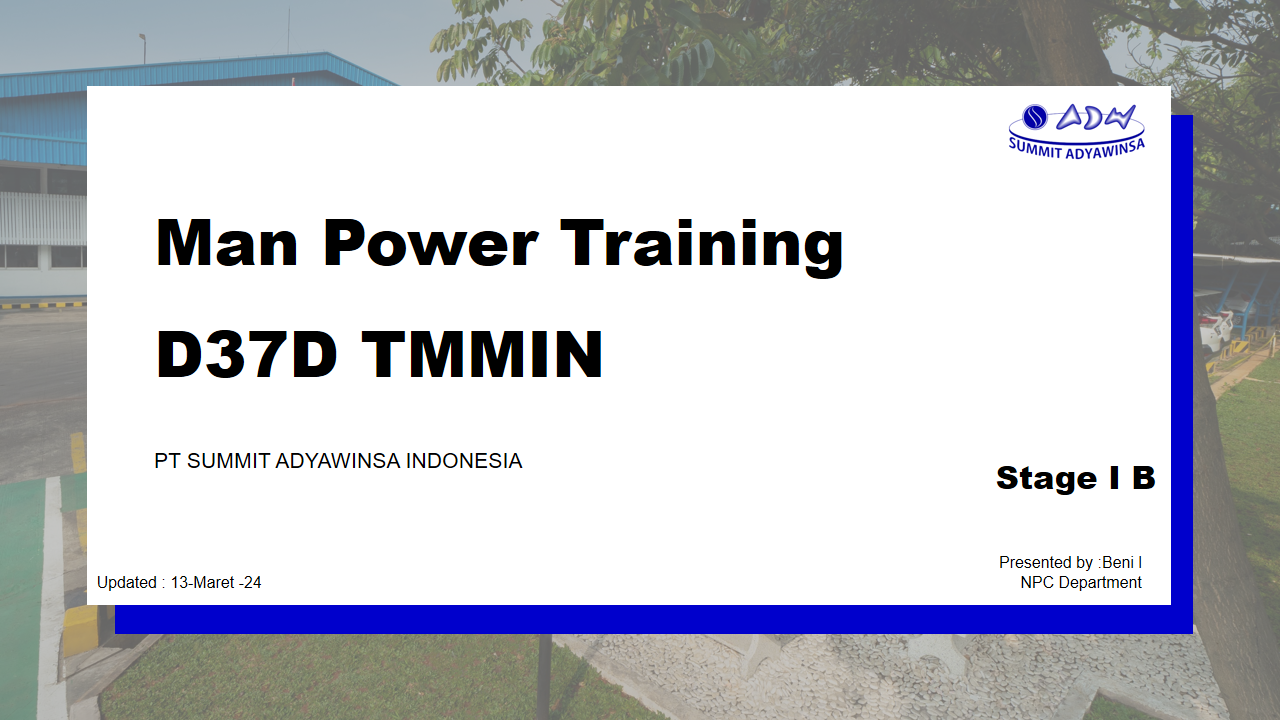 ADW
SUMMIT ADYAWINSA
Man Power Training
D37D TMMIN
PT SUMMIT ADYAWINSA INDONESIA
Stage I B
Presented by :Beni I
NPC Department
Updated : 13-Maret -24